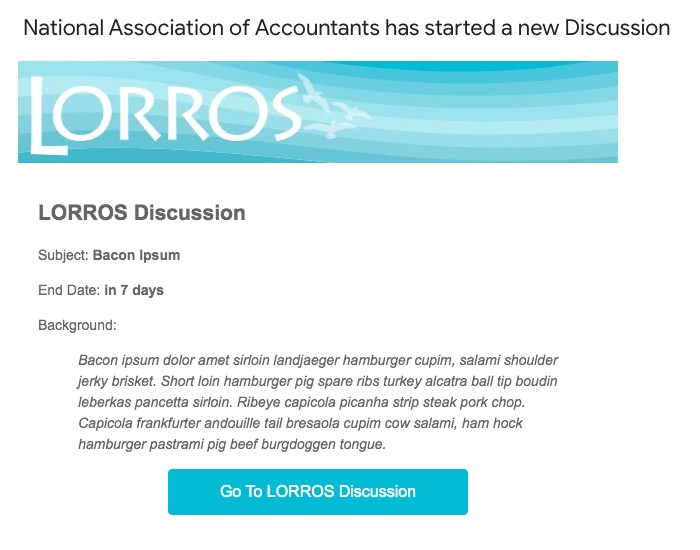 National Association of Accountants has started a new Discussion
LORROS
LORROS Discussion
Subject: Bacon Ipsum
End Date: in 7 days
Background:
Bacon ipsum dolor amet sirloin landjaeger hamburger cupim, salami shoulder
jerky brisket. Short loin hamburger pig spare ribs turkey alcatra ball tip boudin
leberkas pancetta sirloin. Ribeye capicola picanha strip steak pork chop.
Capicola frankfurter andouille tail bresaola cupim cow salami, ham hock
hamburger pastrami pig beef burgdoggen tongue.
Go To LORROS Discussion